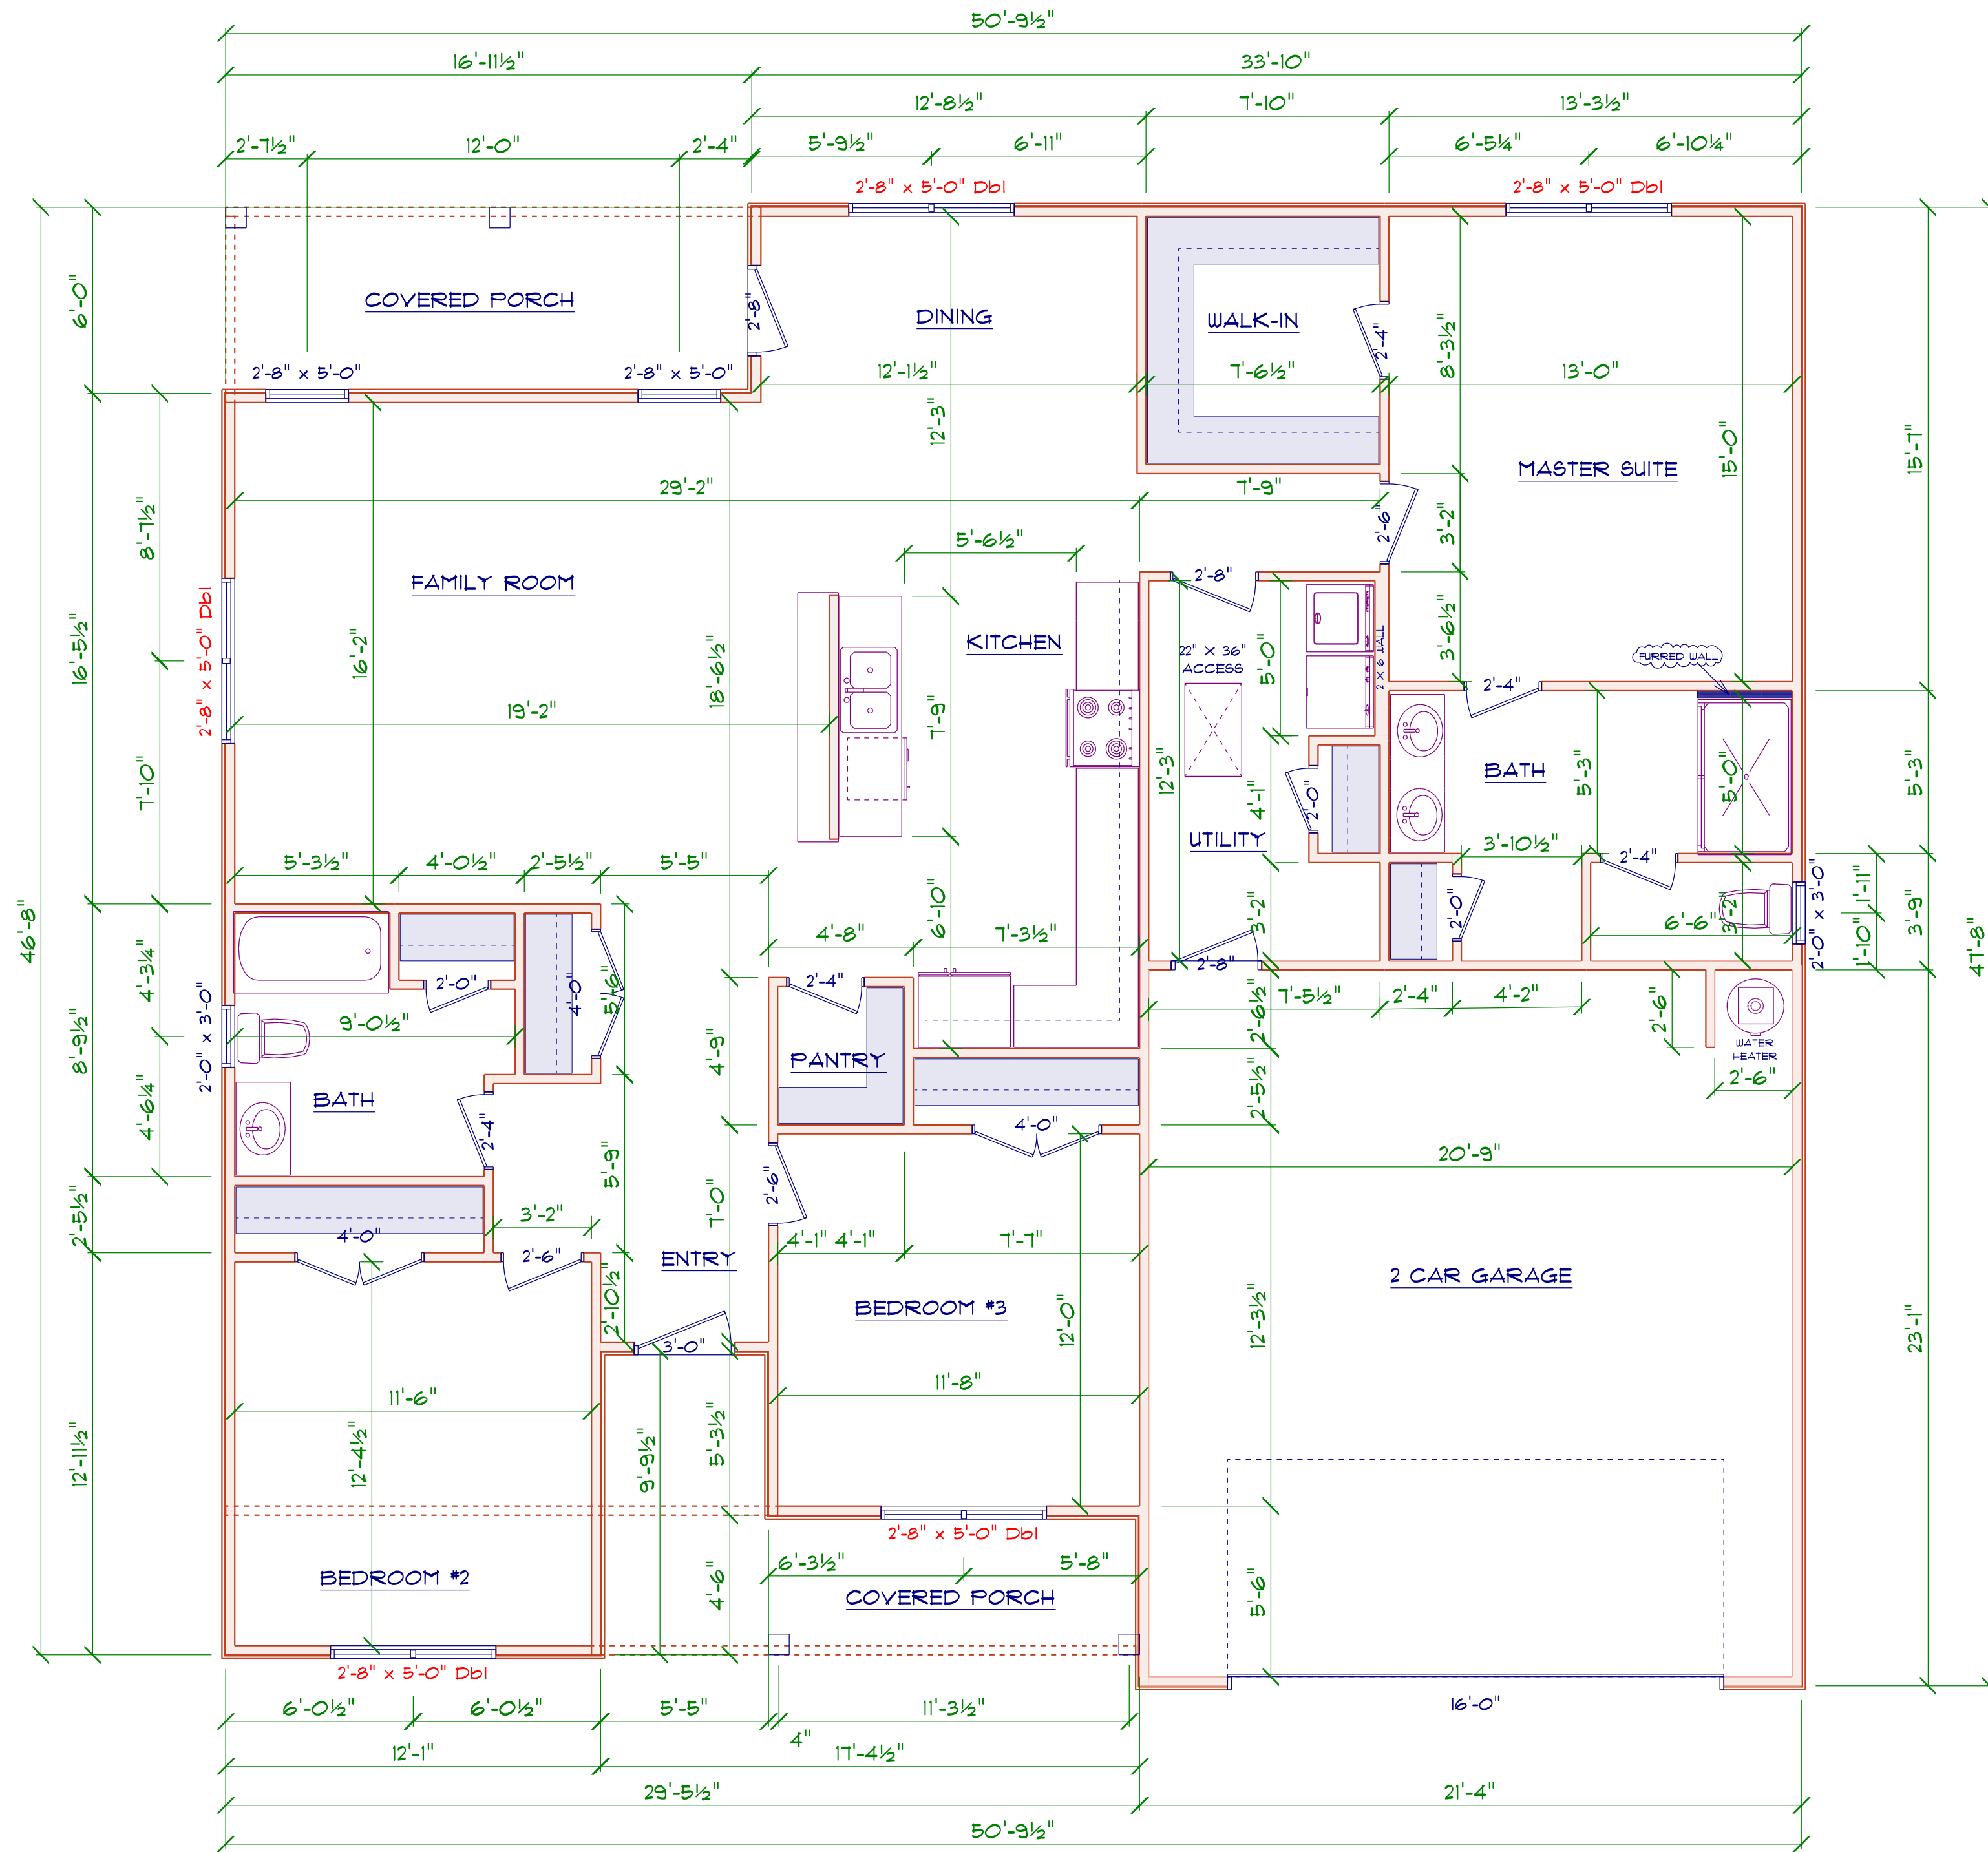 50'-9½"
16'-11½" 33'-10"
12'-8½" 7'-10" 13'-3½"
2'-7½" 12'-0" 2'-4" 5'-9½" 6'-11" 6'-5¼" 6'-10¼"
2'-8" x 5'-0" Dbl 2'-8" x 5'-0" Dbl
6'-0"
COVERED PORCH
2'-8"
DINING
WALK-IN
2'-4"
8'-3½"
2'-8" x 5'-0" 2'-8" x 5'-0"
12'-1½" 7'-6½" 13'-0"
12'-3"
15'-0"
15'-7"
MASTER SUITE
29'-2" 7'-9"
8'-7½"
2'-6"
3'-2"
5'-6½"
FAMILY ROOM
2'-8"
16'-5½"
2'-8" x 5'-0" Dbl
16'-2"
18'-6½"
KITCHEN
22" X 36"
ACCESS
5'-0"
2 X 6 WALL
3'-6½"
FURRED WALL
2'-4"
19'-2"
7'-9"
7'-10"
12'-3"
4'-1"
2'-0"
BATH
5'-3"
5'-0"
5'-3"
UTILITY
3'-10½"
2'-4"
5'-3½" 4'-0½" 2'-5½" 5'-5"
46'-8"
6'-10"
3'-2"
2'-0"
6'-6"
3'-2"
2'-0" x 3'-0"
1'-11"
1'-10"
3'-9"
47'-8"
4'-8" 7'-3½"
2'-8"
4'-3¼"
2'-0"
4'-0"
5'-6"
2'-4"
7'-5½" 2'-4" 4'-2"
2'-6"
2'-6½"
8'-9½"
2'-0" x 3'-0"
9'-0½"
4'-9"
PANTRY
WATER
HEATER
2'-6"
2'-5½"
4'-6¼"
BATH
2'-4"
4'-0"
5'-9"
20'-9"
2'-6"
7'-0"
2'-5½"
3'-2"
4'-0"
2'-6"
4'-1" 4'-1" 7'-7"
ENTRY
2 CAR GARAGE
2'-10½"
BEDROOM #3
12'-0"
12'-3½"
23'-1"
3'-0"
11'-6"
11'-8"
12'-11½"
12'-4½"
9'-9½"
5'-3½"
2'-8" x 5'-0" Dbl
6'-3½" 5'-8"
BEDROOM #2
4'-6"
COVERED PORCH
5'-6"
2'-8" x 5'-0" Dbl
6'-0½" 6'-0½" 5'-5" 11'-3½" 16'-0"
4"
12'-1" 17'-4½"
29'-5½" 21'-4"
50'-9½"